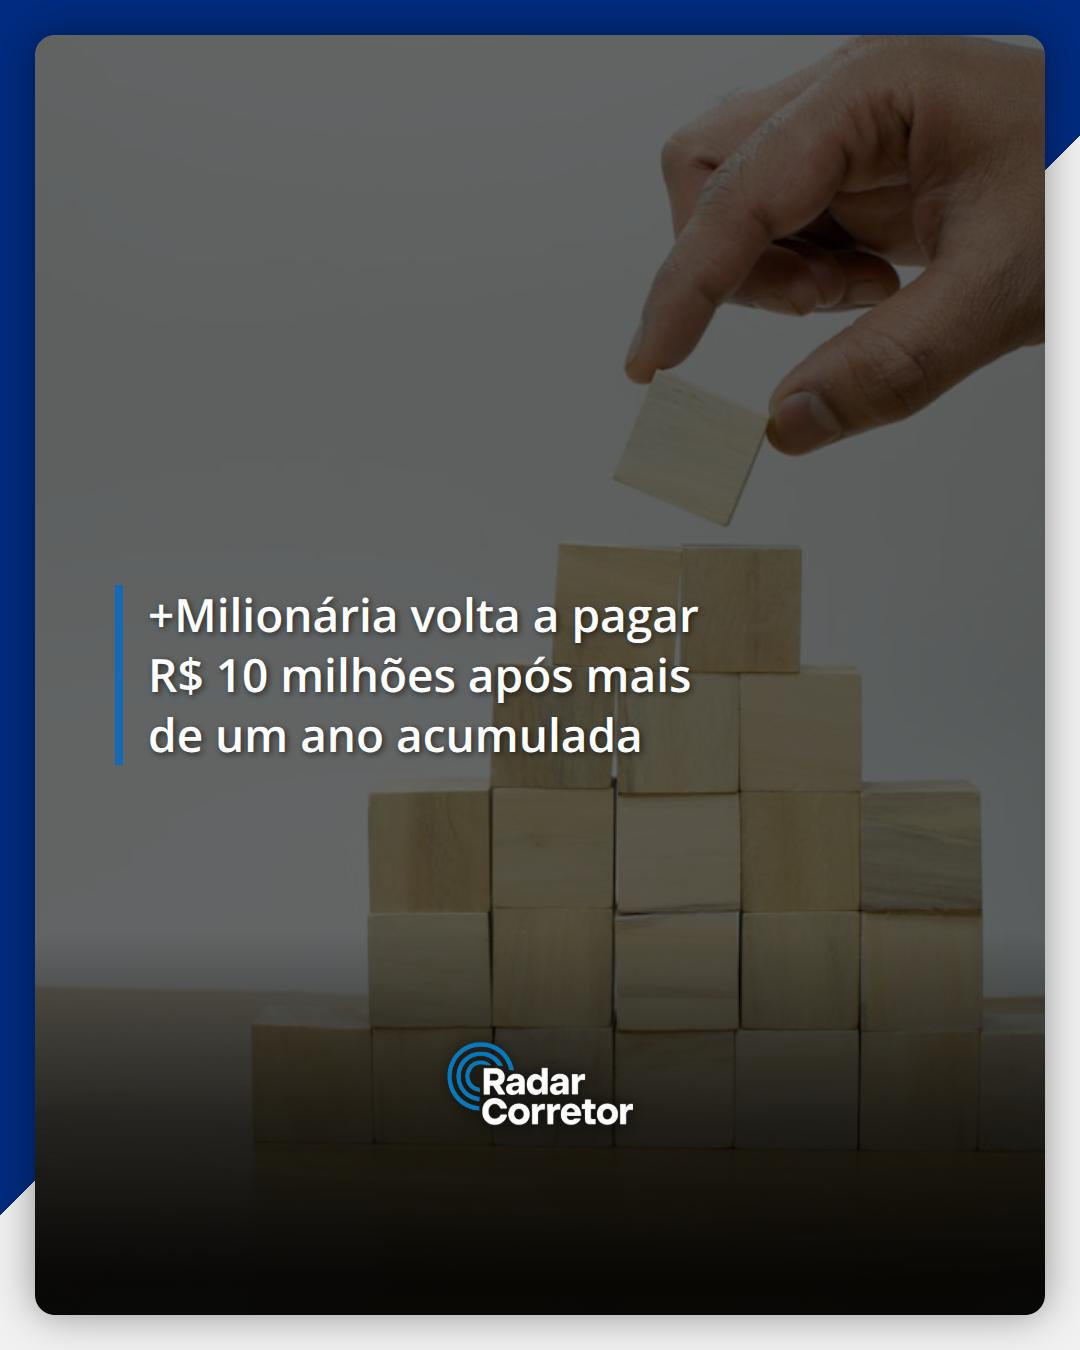 +Milionária volta a pagar
R$ 10 milhões após mais
de um ano acumulada
Radar
Corretor